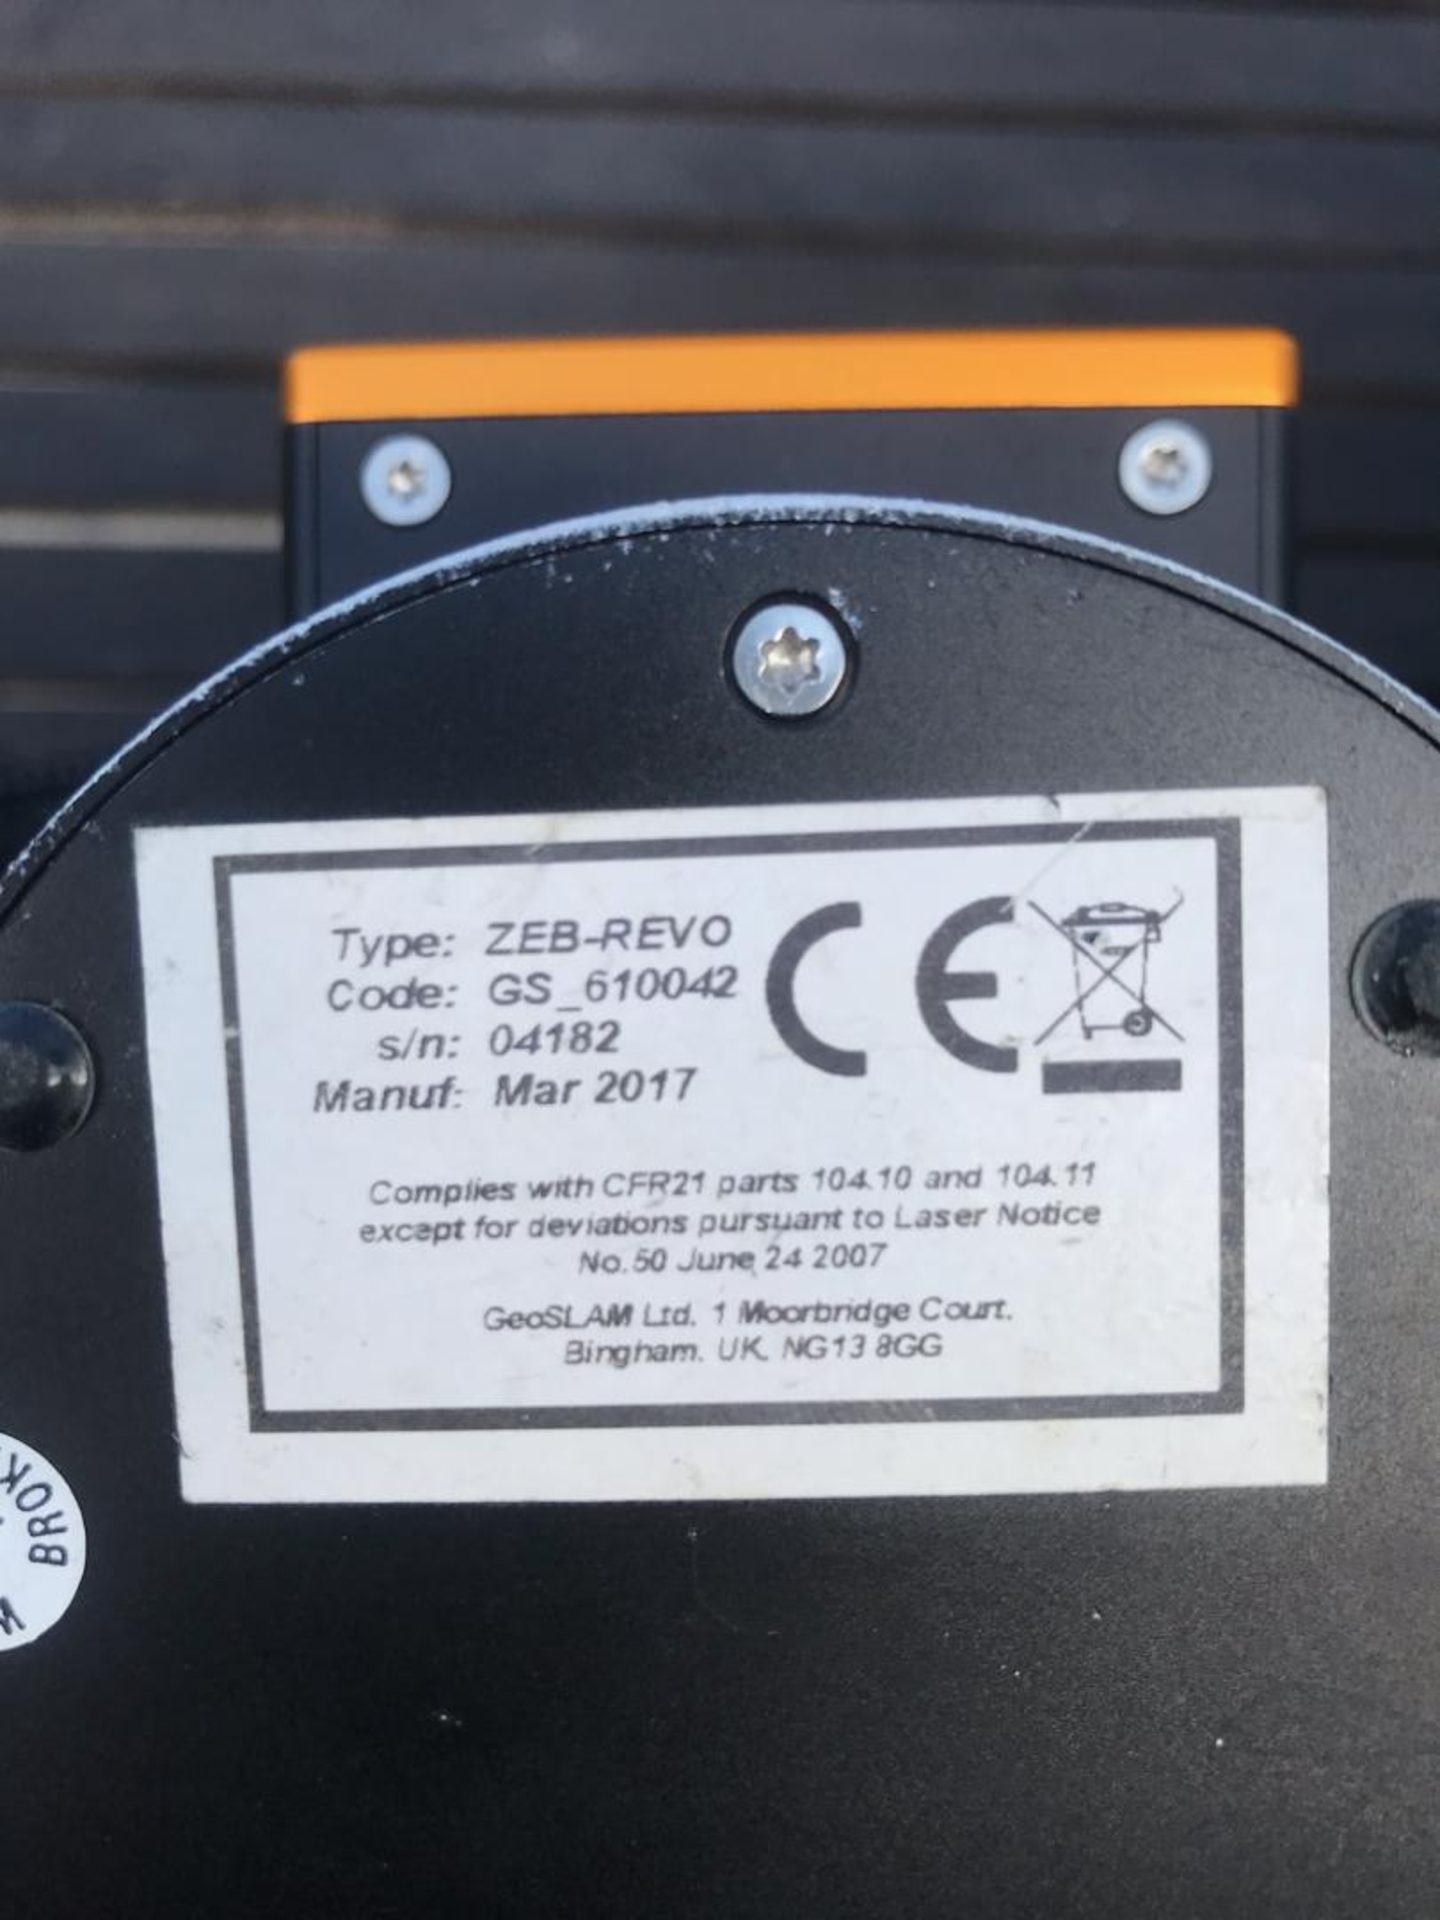 Type: ZEB-REVO
Code: GS_610042
s/n: 04182
Manuf: Mar 2017
CE
Complies with CFR21 parts 104.10 and 104.11
except for deviations pursuant to Laser Notice
No.50 June 24 2007
GeoSLAM Ltd. 1 Moorbridge Court.
Bingham. UK. NG13 8GG